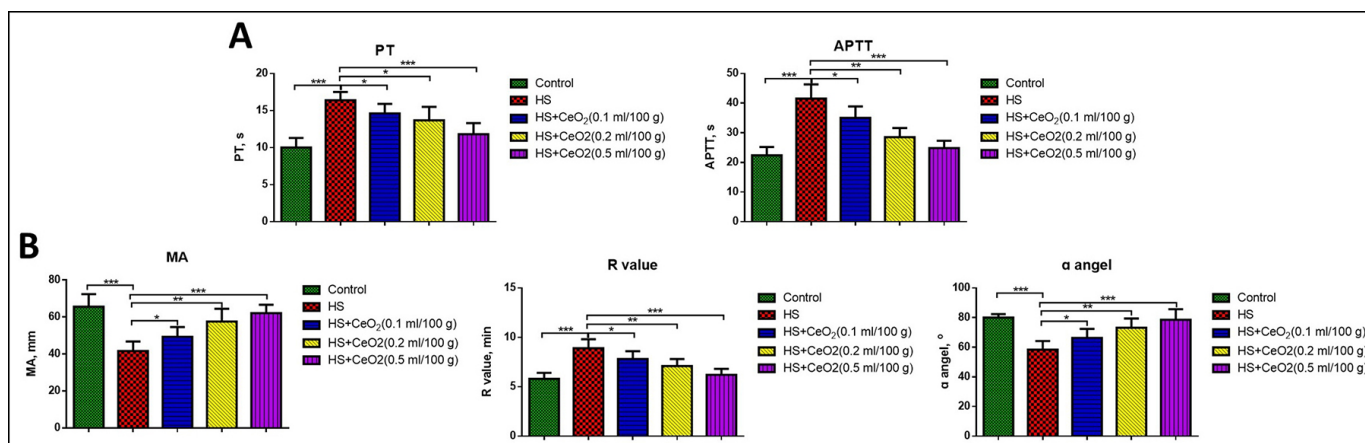 A
PT
PT, s
20
15
10
5
0
***
*
*
***
Control
HS
HS+CeO₂(0.1 ml/100 g)
HS+CeO2(0.2 ml/100 g)
HS+CeO2(0.5 ml/100 g)
APTT
APTT, s
50
40
30
20
0
***
*
**
***
Control
HS
HS+CeO₂(0.1 ml/100 g)
HS+CeO2(0.2 ml/100 g)
HS+CeO2(0.5 ml/100 g)
B
MA
MA, mm
80
60
40
20
0
***
*
**
***
Control
HS
HS+CeO₂(0.1 ml/100 g)
HS+CeO2(0.2 ml/100 g)
HS+CeO2(0.5 ml/100 g)
R value
R value, min
15
10
5
0
***
*
**
***
Control
HS
HS+CeO₂(0.1 ml/100 g)
HS+CeO2(0.2 ml/100 g)
HS+CeO2(0.5 ml/100 g)
α angel
α angel, °
100
80
60
40
20
0
***
*
**
***
Control
HS
HS+CeO₂(0.1 ml/100 g)
HS+CeO2(0.2 ml/100 g)
HS+CeO2(0.5 ml/100 g)